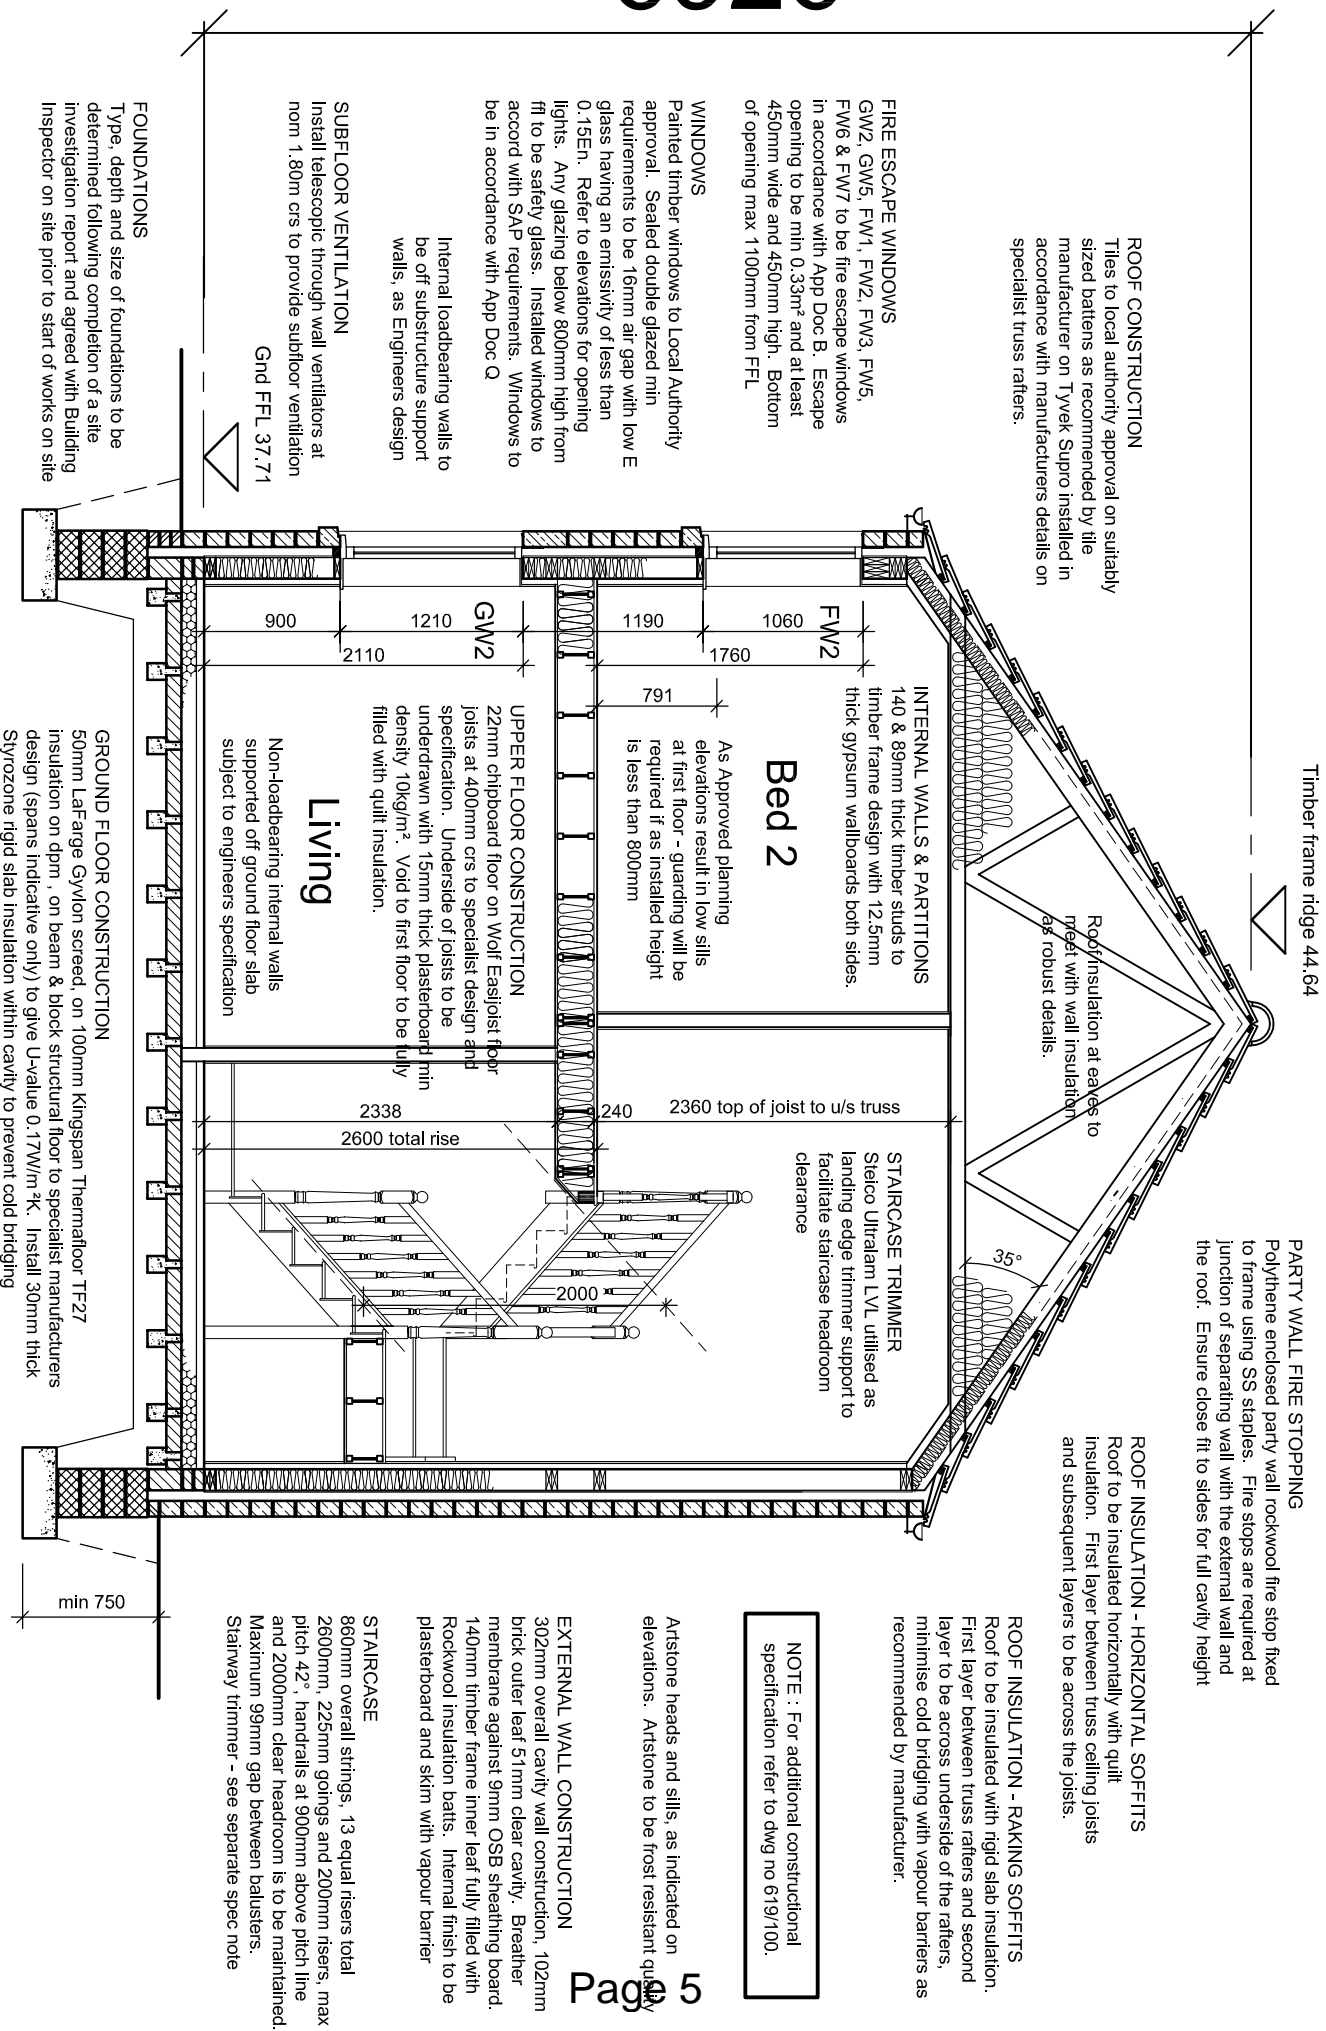 Timber frame ridge 44.64
ROOF CONSTRUCTION
Tiles to local authority approval on suitably
sized battens as recommended by tile
manufacturer on Tyvek Supro installed in
accordance with manufacturers details on
specialist truss rafters.
FIRE ESCAPE WINDOWS
GW2, GW5, FW1, FW2, FW3, FW5,
FW6 & FW7 to be fire escape windows
in accordance with App Doc B. Escape
opening to be min 0.33m² and at least
450mm wide and 450mm high. Bottom
of opening max 1100mm from FFL
WINDOWS
Painted timber windows to Local Authority
approval. Sealed double glazed min
requirements to be 16mm air gap with low E
glass having an emissivity of less than
0.15En. Refer to elevations for opening
lights. Any glazing below 800mm high from
ffl to be safety glass. Installed windows to
accord with SAP requirements. Windows to
be in accordance with App Doc Q
Internal loadbearing walls to
be off substructure support
walls, as Engineers design
SUBFLOOR VENTILATION
Install telescopic through wall ventilators at
nom 1.80m crs to provide subfloor ventilation
Gnd FFL 37.71
FOUNDATIONS
Type, depth and size of foundations to be
determined following completion of a site
investigation report and agreed with Building
Inspector on site prior to start of works on site
Roof insulation at eaves to
meet with wall insulation
as robust details.
35°
INTERNAL WALLS & PARTITIONS
140 & 89mm thick timber studs to
timber frame design with 12.5mm
thick gypsum wallboards both sides.
FW2
1060
1190
1760
791
Bed 2
As Approved planning
elevations result in low sills
at first floor - guarding will be
required if as installed height
is less than 800mm
2360 top of joist to u/s truss
STAIRCASE TRIMMER
Steico Ultralam LVL utilised as
landing edge trimmer support to
facilitate staircase headroom
clearance
240
2000
UPPER FLOOR CONSTRUCTION
22mm chipboard floor on Wolf Easijoist floor
joists at 400mm crs to specialist design and
specification. Underside of joists to be
underdrawn with 15mm thick plasterboard min
density 10kg/m². Void to first floor to be fully
filled with quilt insulation.
GW2
1210
900
2110
Living
2338
2600 total rise
Non-loadbearing internal walls
supported off ground floor slab
subject to engineers specification
GROUND FLOOR CONSTRUCTION
50mm LaFarge Gyvlon screed, on 100mm Kingspan Thermafloor TF27
insulation on dpm , on beam & block structural floor to specialist manufacturers
design (spans indicative only) to give U-value 0.17W/m²K. Install 30mm thick
Styrozone rigid slab insulation within cavity to prevent cold bridging
PARTY WALL FIRE STOPPING
Polythene enclosed party wall rockwool fire stop fixed
to frame using SS staples. Fire stops are required at
junction of separating wall with the external wall and
the roof. Ensure close fit to sides for full cavity height
ROOF INSULATION - HORIZONTAL SOFFITS
Roof to be insulated horizontally with quilt
insulation. First layer between truss ceiling joists
and subsequent layers to be across the joists.
ROOF INSULATION - RAKING SOFFITS
Roof to be insulated with rigid slab insulation.
First layer between truss rafters and second
layer to be across underside of the rafters,
minimise cold bridging with vapour barriers as
recommended by manufacturer.
NOTE : For additional constructional
specification refer to dwg no 619/100.
Artstone heads and sills, as indicated on
elevations. Artstone to be frost resistant quality
EXTERNAL WALL CONSTRUCTION
302mm overall cavity wall construction, 102mm
brick outer leaf 51mm clear cavity. Breather
membrane against 9mm OSB sheathing board.
140mm timber frame inner leaf fully filled with
Rockwool insulation batts. Internal finish to be
plasterboard and skim with vapour barrier
STAIRCASE
860mm overall strings, 13 equal risers total
2600mm, 225mm goings and 200mm risers, max
pitch 42°, handrails at 900mm above pitch line
and 2000mm clear headroom is to be maintained.
Maximum 99mm gap between balusters.
Stairway trimmer - see separate spec note
min 750
Page 5